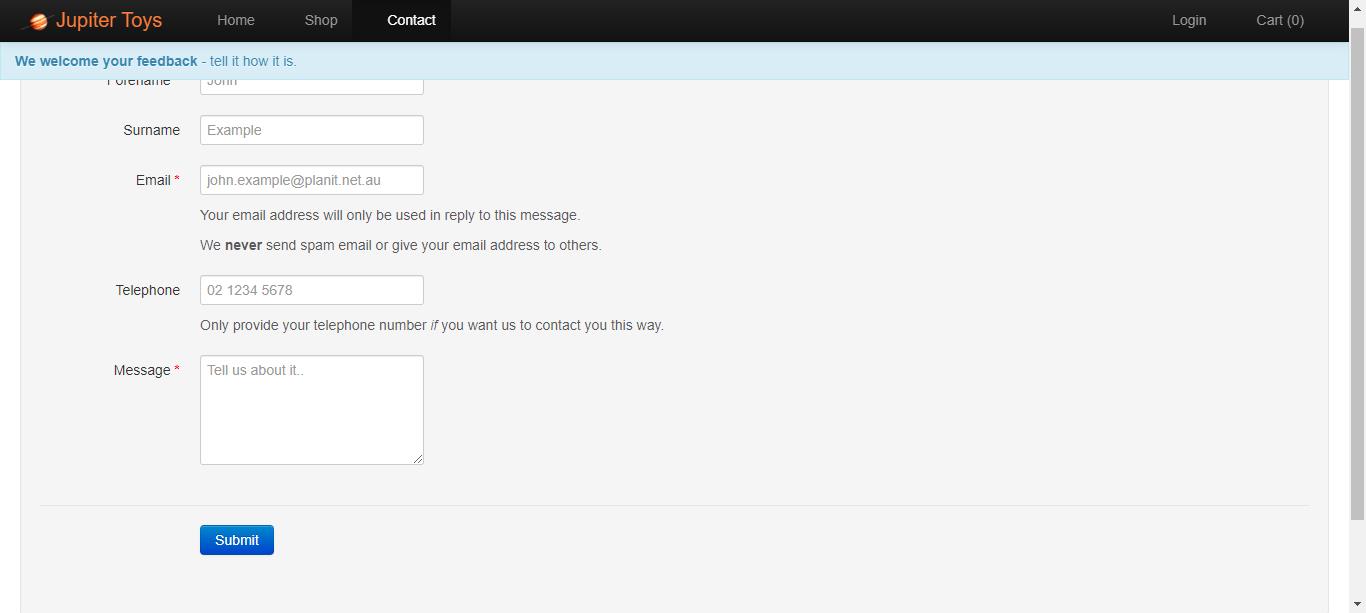 Jupiter Toys Home Shop Contact Login Cart (0)
We welcome your feedback - tell it how it is.
Forename John
Surname Example
Email * john.example@planit.net.au
Your email address will only be used in reply to this message.
We never send spam email or give your email address to others.
Telephone 02 1234 5678
Only provide your telephone number if you want us to contact you this way.
Message * Tell us about it..
Submit